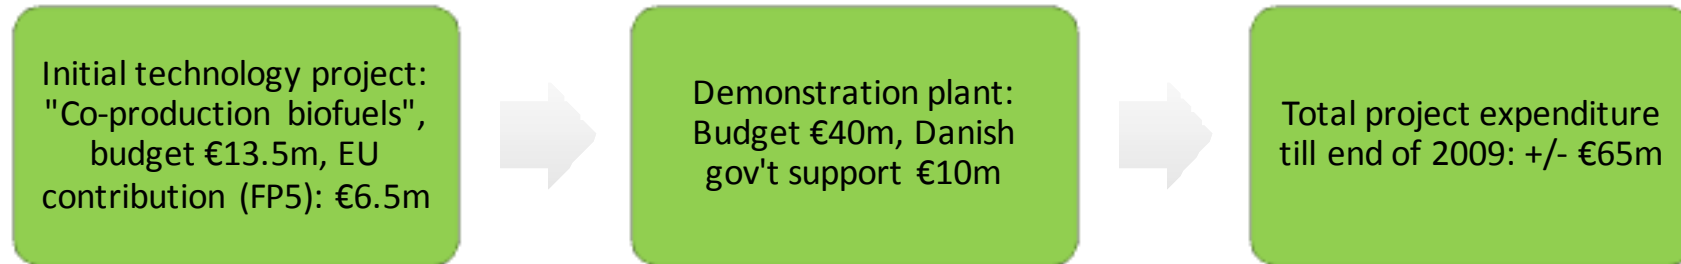 Initial technology project:
"Co-production biofuels",
budget €13.5m, EU
contribution (FP5): €6.5m
Demonstration plant:
Budget €40m, Danish
gov't support €10m
Total project expenditure
till end of 2009: +/- €65m